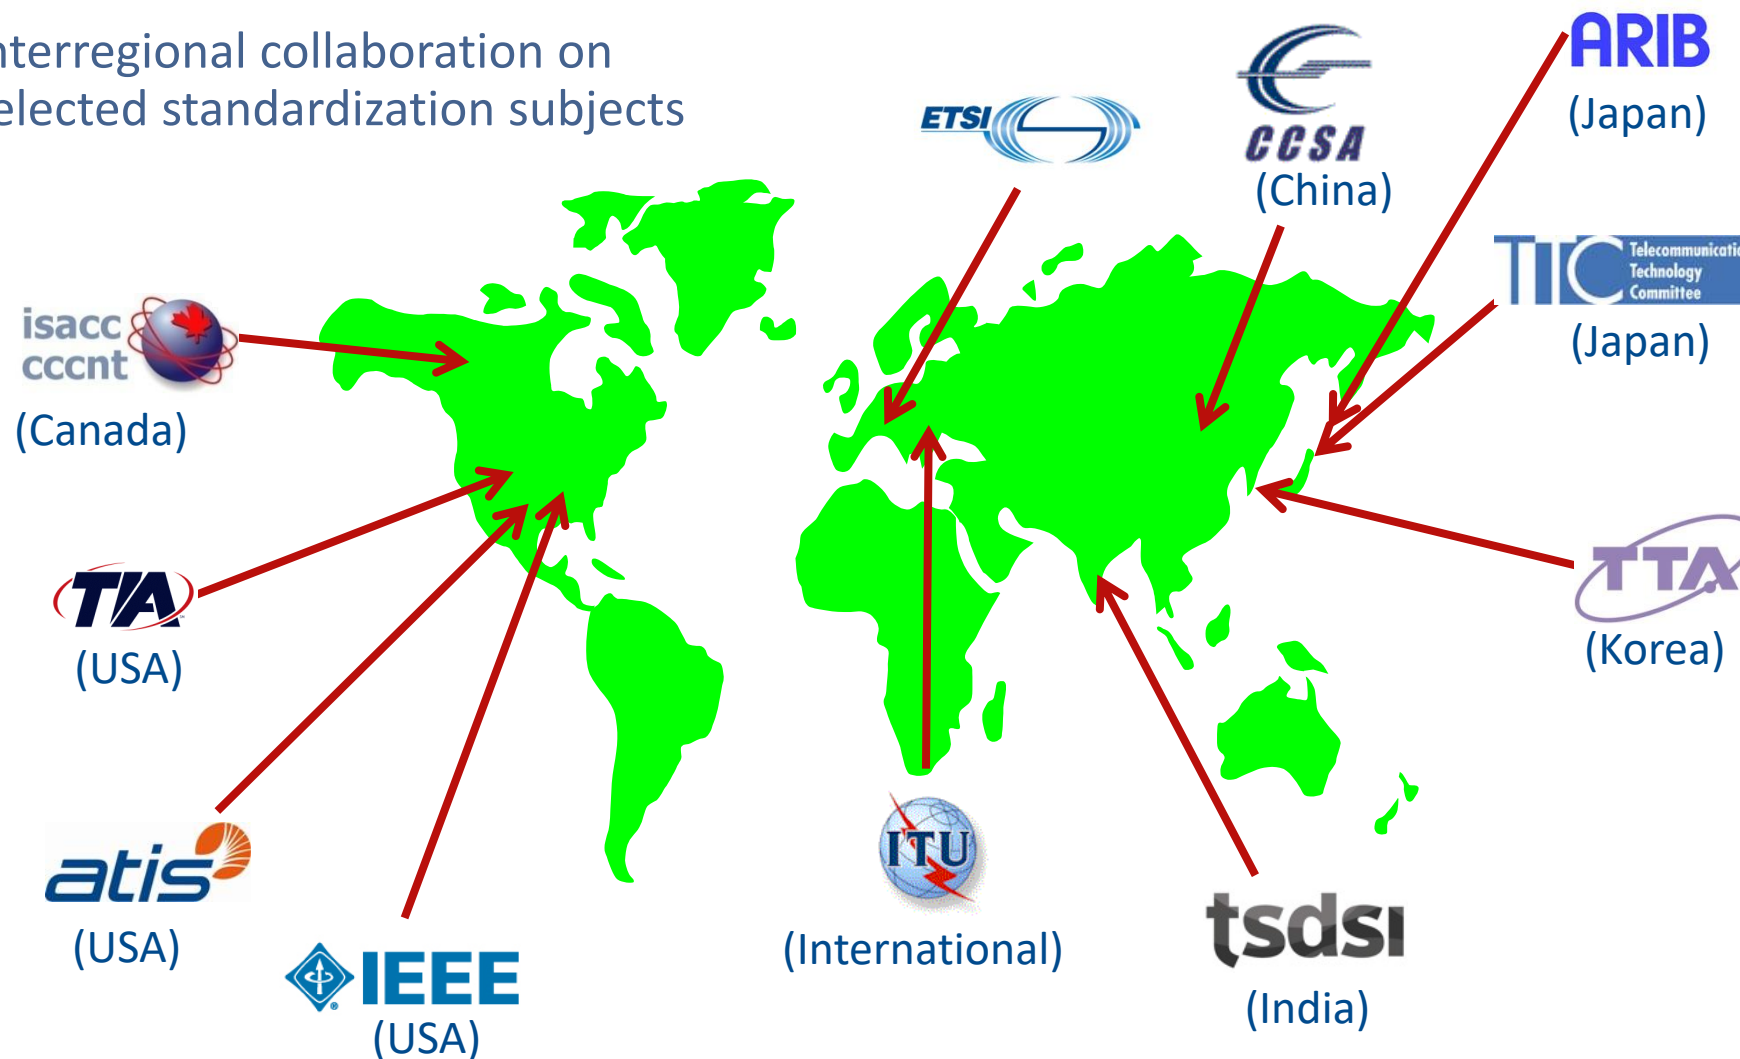 nterregional collaboration on
elected standardization subjects
ETSI
CCSA
(China)
ARIB
(Japan)
TTC Telecommunicatio
Technology
Committee
(Japan)
isacc
cccnt
(Canada)
TIA
(USA)
TTA
(Korea)
atis
(USA)
IEEE
(USA)
ITU
(International)
tsdsi
(India)